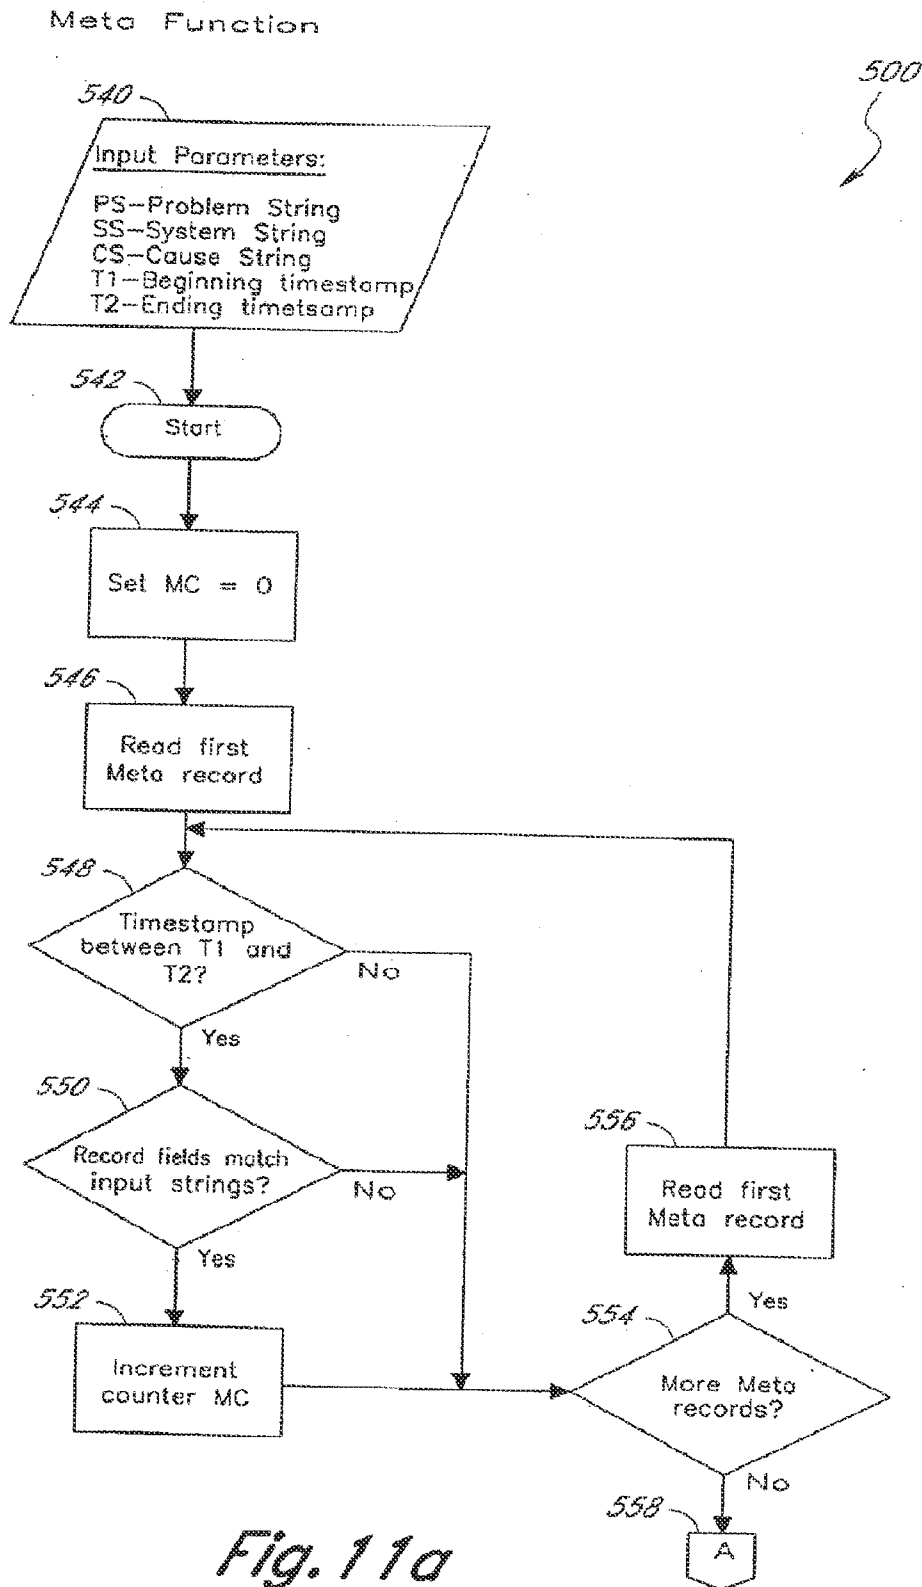 Meta Function
500
540
Input Parameters:
PS-Problem String
SS-System String
CS-Cause String
T1-Beginning timestamp
T2-Ending timetsamp
542
Start
544
Set MC = 0
546
Read first
Meta record
548
Timestamp
between T1 and
T2?
No
Yes
550
Record fields match
input strings?
No
Yes
552
Increment
counter MC
556
Read first
Meta record
554
Yes
More Meta
records?
No
558
A
Fig. 11a